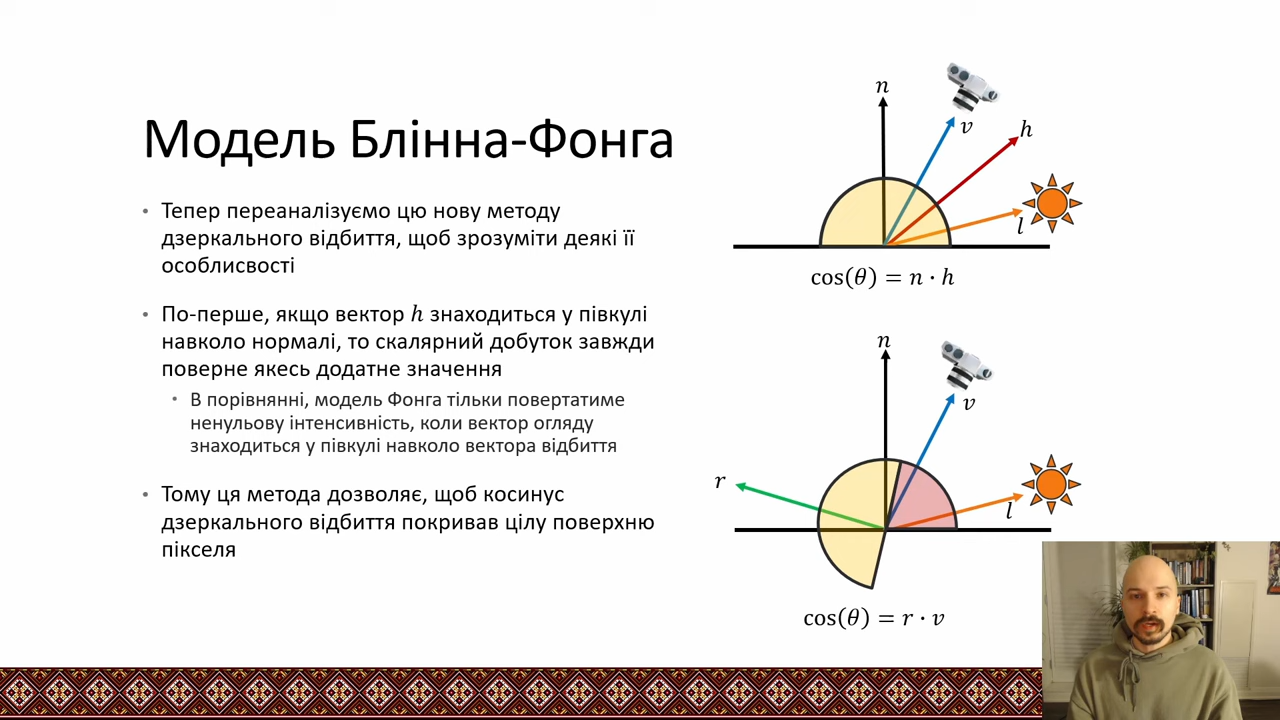 Модель Блінна-Фонга
• Тепер переаналізуємо цю нову методу
дзеркального відбиття, щоб зрозуміти деякі її
особлисвості
• По-перше, якщо вектор h знаходиться у півкулі
навколо нормалі, то скалярний добуток завжди
поверне якесь додатне значення
• В порівнянні, модель Фонга тільки повертатиме
ненульову інтенсивність, коли вектор огляду
знаходиться у півкулі навколо вектора відбиття
• Тому ця метода дозволяє, щоб косинус
дзеркального відбиття покривав цілу поверхню
пікселя
n
v
h
l
cos(θ) = n · h
n
v
r
l
cos(θ) = r · v